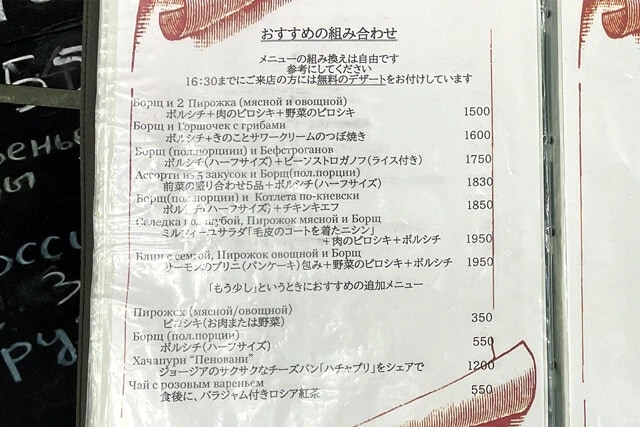 おすすめの組み合わせ
メニューの組み換えは自由です
参考にしてください
16:30までにご来店の方には無料のデザートをお付けしています
Борщ и 2 Пирожка (мясной и овощной)
ボルシチ＋肉のピロシキ＋野菜のピロシキ 1500
Борщ и Горшочек с грибами
ボルシチ＋きのことサワークリームのつぼ焼き 1600
Борщ (пол.порциии) и Бефстроганов
ボルシチ(ハーフサイズ)＋ビーフストロガノフ(ライス付き) 1750
Ассорти из 5 закусок и Борщ(пол.порции)
前菜の盛り合わせ5品＋ボルシチ(ハーフサイズ) 1830
Борщ(пол.порции) и Котлета по-киевски
ボルシチ(ハーフサイズ)＋チキンキエフ 1850
Селедка под шубой, Пирожок мясной и Борщ
ミルフィーユサラダ「毛皮のコートを着たニシン」
＋肉のピロシキ＋ボルシチ 1950
Блин с семгой, Пирожок овошной и Борщ
サーモンのブリニ(パンケーキ)包み＋野菜のピロシキ＋ボルシチ 1950
「もう少し」というときにおすすめの追加メニュー
Пирожок (мясной/овощной)
ピロシキ(お肉または野菜) 350
Борщ (пол.порции)
ボルシチ(ハーフサイズ) 550
Хачапури “Пеновани”
ジョージアのサクサクなチーズパン「ハチャプリ」をシェアで 1200
Чай с розовым вареньем
食後に、バラジャム付きロシア紅茶 550